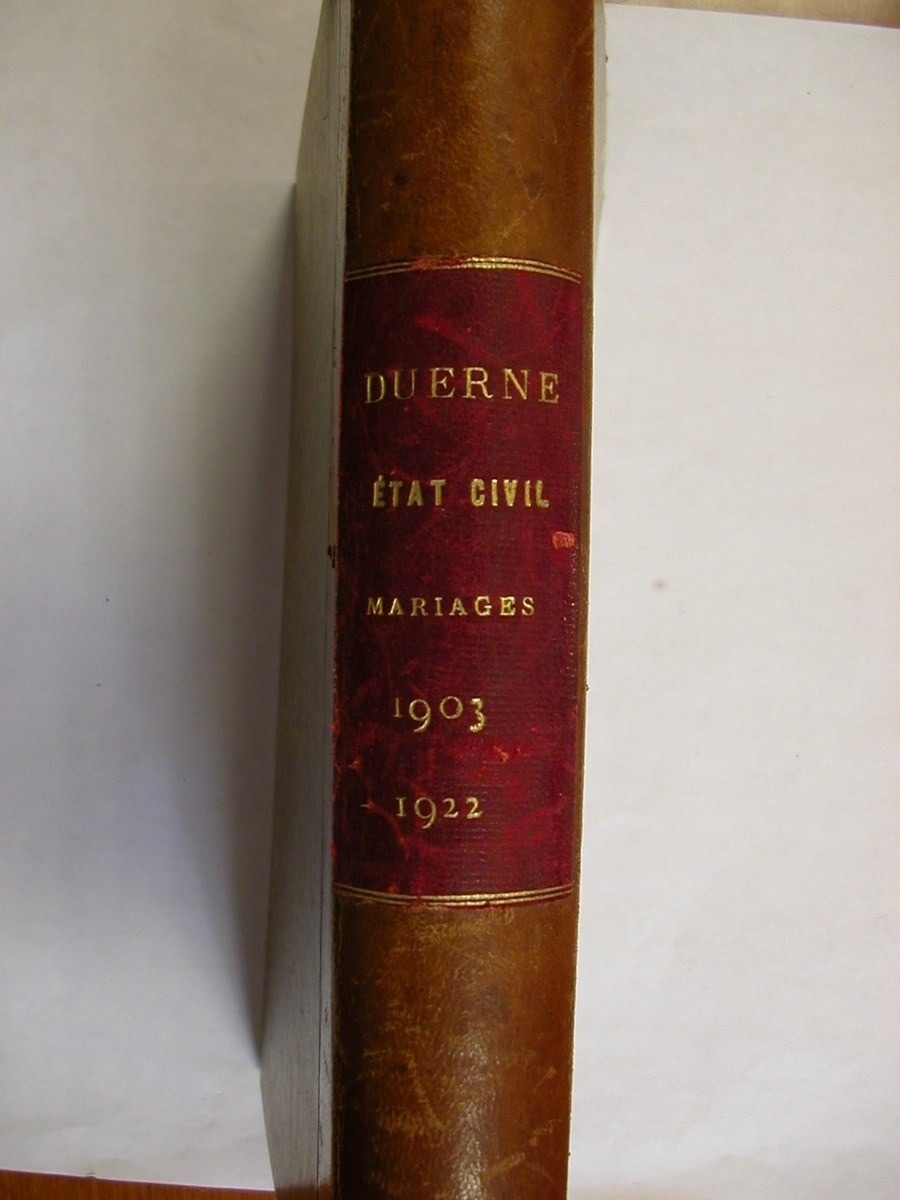 DUERNE
ÉTAT CIVIL
MARIAGES
1903
1922